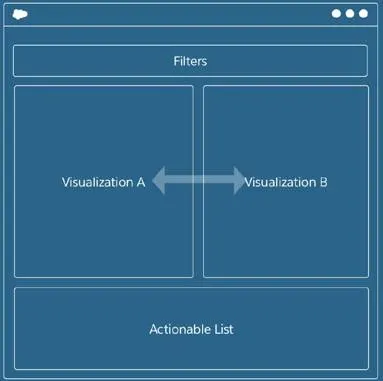 Filters
Visualization A
Visualization B
Actionable List